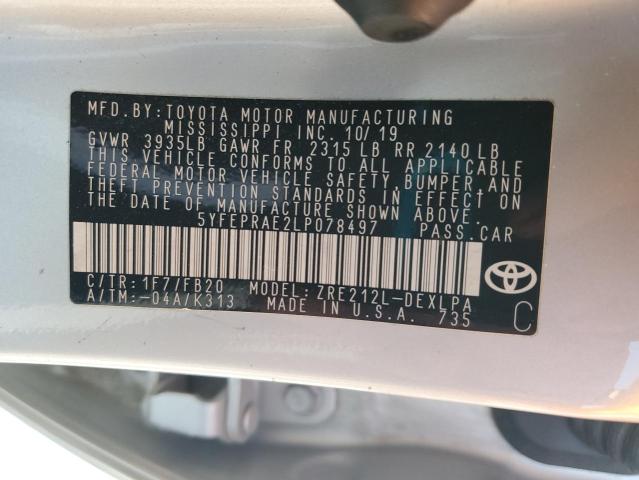 MFD.BY:TOYOTA MOTOR MANUFACTURING
MISSISSIPPI INC. 10/19
GVWR 3935LB GAWR FR 2315 LB RR 2140 LB
THIS VEHICLE CONFORMS TO ALL APPLICABLE
FEDERAL MOTOR VEHICLE SAFETY, BUMPER, AND
THEFT PREVENTION STANDARDS IN EFFECT ON
THE DATE OF MANUFACTURE SHOWN ABOVE.
5YFEPRAE2LP078497 PASS.CAR
C/TR:1F7/FB20 MODEL:ZRE212L-DEXLPA
A/TM:-04A/K313 MADE IN U.S.A. 735
C